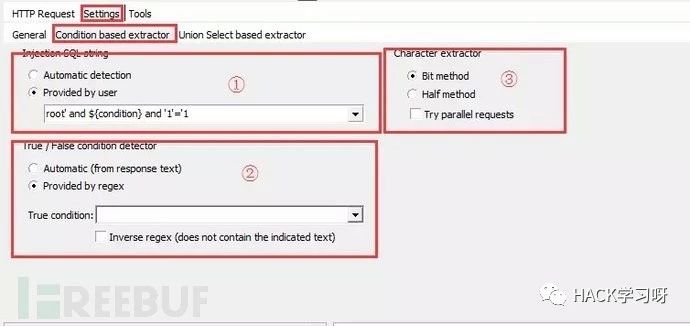 HTTP Request Settings Tools
General Condition based extractor Union Select based extractor
Injection SQL string
Automatic detection
①
Provided by user
root' and ${condition} and '1'='1
Character extractor
Bit method
③
Half method
Try parallel requests
True / False condition detector
Automatic (from response text)
②
Provided by regex
True condition:
Inverse regex (does not contain the indicated text)
FREEBUF
HACK学习呀